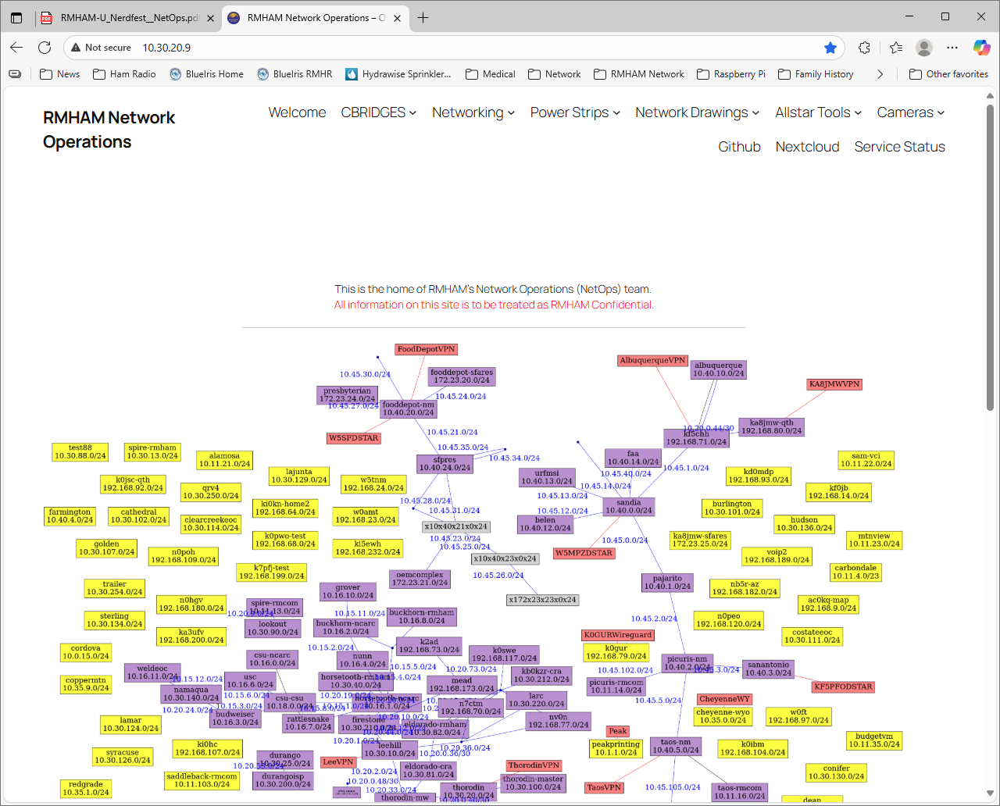 RMHAM-U_Nerdfest__NetOps.pd
RMHAM Network Operations – O
Not secure 10.30.20.9
News Ham Radio BlueIris Home BlueIris RMHR Hydrawise Sprinkler... Medical Network RMHAM Network Raspberry Pi Family History Other favorites
RMHAM Network
Operations
Welcome CBRIDGES Networking Power Strips Network Drawings Allstar Tools Cameras
Github Nextcloud Service Status
This is the home of RMHAM's Network Operations (NetOps) team.
All information on this site is to be treated as RMHAM Confidential.
FoodDepotVPN
10.45.30.0/24
fooddepot-sfares
172.23.20.0/24
presbyterian
172.23.24.0/24
10.45.27.0/24
10.45.24.0/24
fooddepot-nm
10.40.20.0/24
W5SFDSTAR
10.45.21.0/24
10.45.35.0/24
10.45.34.0/24
sfpres
10.40.24.0/24
10.45.28.0/24
10.45.31.0/24
x10x40x21x0x24
10.45.23.0/24
10.45.25.0/24
x10x40x23x0x24
10.45.26.0/24
x172x23x23x0x24
oemcomplex
172.23.21.0/24
AlbuquerqueVPN
albuquerque
10.40.10.0/24
KA8JMWVPN
10.20.0.44/30
kf5chh
192.168.71.0/24
ka8jmw-qth
192.168.80.0/24
faa
10.40.14.0/24
10.45.40.0/24
10.45.1.0/24
urfmsi
10.40.13.0/24
10.45.14.0/24
10.45.13.0/24
sandia
10.40.0.0/24
10.45.12.0/24
belen
10.40.12.0/24
10.45.0.0/24
W5MPZDSTAR
pajarito
10.40.1.0/24
10.45.2.0/24
test88
10.30.88.0/24
spire-rmham
10.30.13.0/24
alamosa
10.11.21.0/24
k0jsc-qth
192.168.92.0/24
qrv4
10.30.250.0/24
lajunta
10.30.129.0/24
w5tnm
192.168.24.0/24
farmington
10.40.4.0/24
cathedral
10.30.102.0/24
clearcreekeoc
10.30.114.0/24
ki0kn-home2
192.168.64.0/24
w0amt
192.168.23.0/24
golden
10.30.107.0/24
n0poh
192.168.109.0/24
k0pwo-test
192.168.68.0/24
ki5ewh
192.168.232.0/24
k7pfj-test
192.168.199.0/24
trailer
10.30.254.0/24
n0hgv
192.168.180.0/24
sterling
10.30.134.0/24
ka3ufv
192.168.200.0/24
cordova
10.0.15.0/24
coppermtn
10.35.9.0/24
lamar
10.30.124.0/24
syracuse
10.30.126.0/24
ki0hc
192.168.107.0/24
saddleback-rmcom
10.11.103.0/24
redgrade
10.35.1.0/24
sam-vci
10.11.22.0/24
kd0mdp
192.168.93.0/24
kf0jb
192.168.14.0/24
burlington
10.30.101.0/24
hudson
10.30.136.0/24
ka8jmw-sfares
172.23.25.0/24
mtnview
10.11.23.0/24
voip2
192.168.189.0/24
carbondale
10.11.4.0/23
nb5r-az
192.168.182.0/24
ac0kq-map
192.168.9.0/24
n0peo
192.168.120.0/24
costateeoc
10.30.111.0/24
K0GURWireguard
k0gur
192.168.79.0/24
picuris-nm
10.40.2.0/24
10.45.3.0/24
sanantonio
10.40.3.0/24
10.45.102.0/24
picuris-rmcom
10.11.14.0/24
KF5PFODSTAR
10.45.5.0/24
CheyenneWY
cheyenne-wyo
10.35.0.0/24
w0ft
192.168.97.0/24
Peak
peakprinting
10.1.1.0/24
taos-nm
10.40.5.0/24
k0ibm
192.168.104.0/24
budgetvm
10.11.35.0/24
conifer
10.30.130.0/24
TaosVPN
10.45.105.0/24
taos-rmcom
10.11.16.0/24
dean
grover
10.16.10.0/24
spire-rmcom
10.11.13.0/24
10.15.11.0/24
buckhorn-rmham
10.16.8.0/24
lookout
10.30.90.0/24
buckhorn-ncarc
10.16.2.0/24
10.15.2.0/24
k2ad
192.168.73.0/24
k0swe
192.168.117.0/24
csu-ncarc
10.16.0.0/24
nunn
10.16.4.0/24
10.15.5.0/24
10.20.73.0/24
kb0kzr-cra
10.30.212.0/24
weldeoc
10.16.11.0/24
10.15.12.0/24
usc
10.16.6.0/24
horsetooth-rmham
10.30.40.0/24
10.15.4.0/24
mead
192.168.173.0/24
namaqua
10.30.140.0/24
10.15.6.0/24
csu-csu
10.18.0.0/24
10.20.19.0/24
horsetooth-ncarc
10.16.1.0/24
larc
10.30.220.0/24
10.15.3.0/24
10.20.24.0/24
budweiser
10.16.3.0/24
10.15.8.0/24
10.15.1.0/24
n7ctm
192.168.70.0/24
rattlesnake
10.16.7.0/24
firestone
10.30.210.0/24
10.20.10.0/24
nv0n
192.168.77.0/24
10.20.44.0/24
eldorado-rmham
10.30.82.0/24
10.20.1.0/24
leehill
10.30.10.0/24
10.20.36.0/24
10.20.0.36/30
durango
10.30.25.0/24
LeeVPN
durangoisp
10.30.200.0/24
10.20.2.0/24
eldorado-cra
10.30.81.0/24
ThorodinVPN
10.20.0.48/30
10.20.33.0/24
thorodin-master
10.30.100.0/24
thorodin
10.30.20.0/24
thorodin-mw
10.20.0.40/30